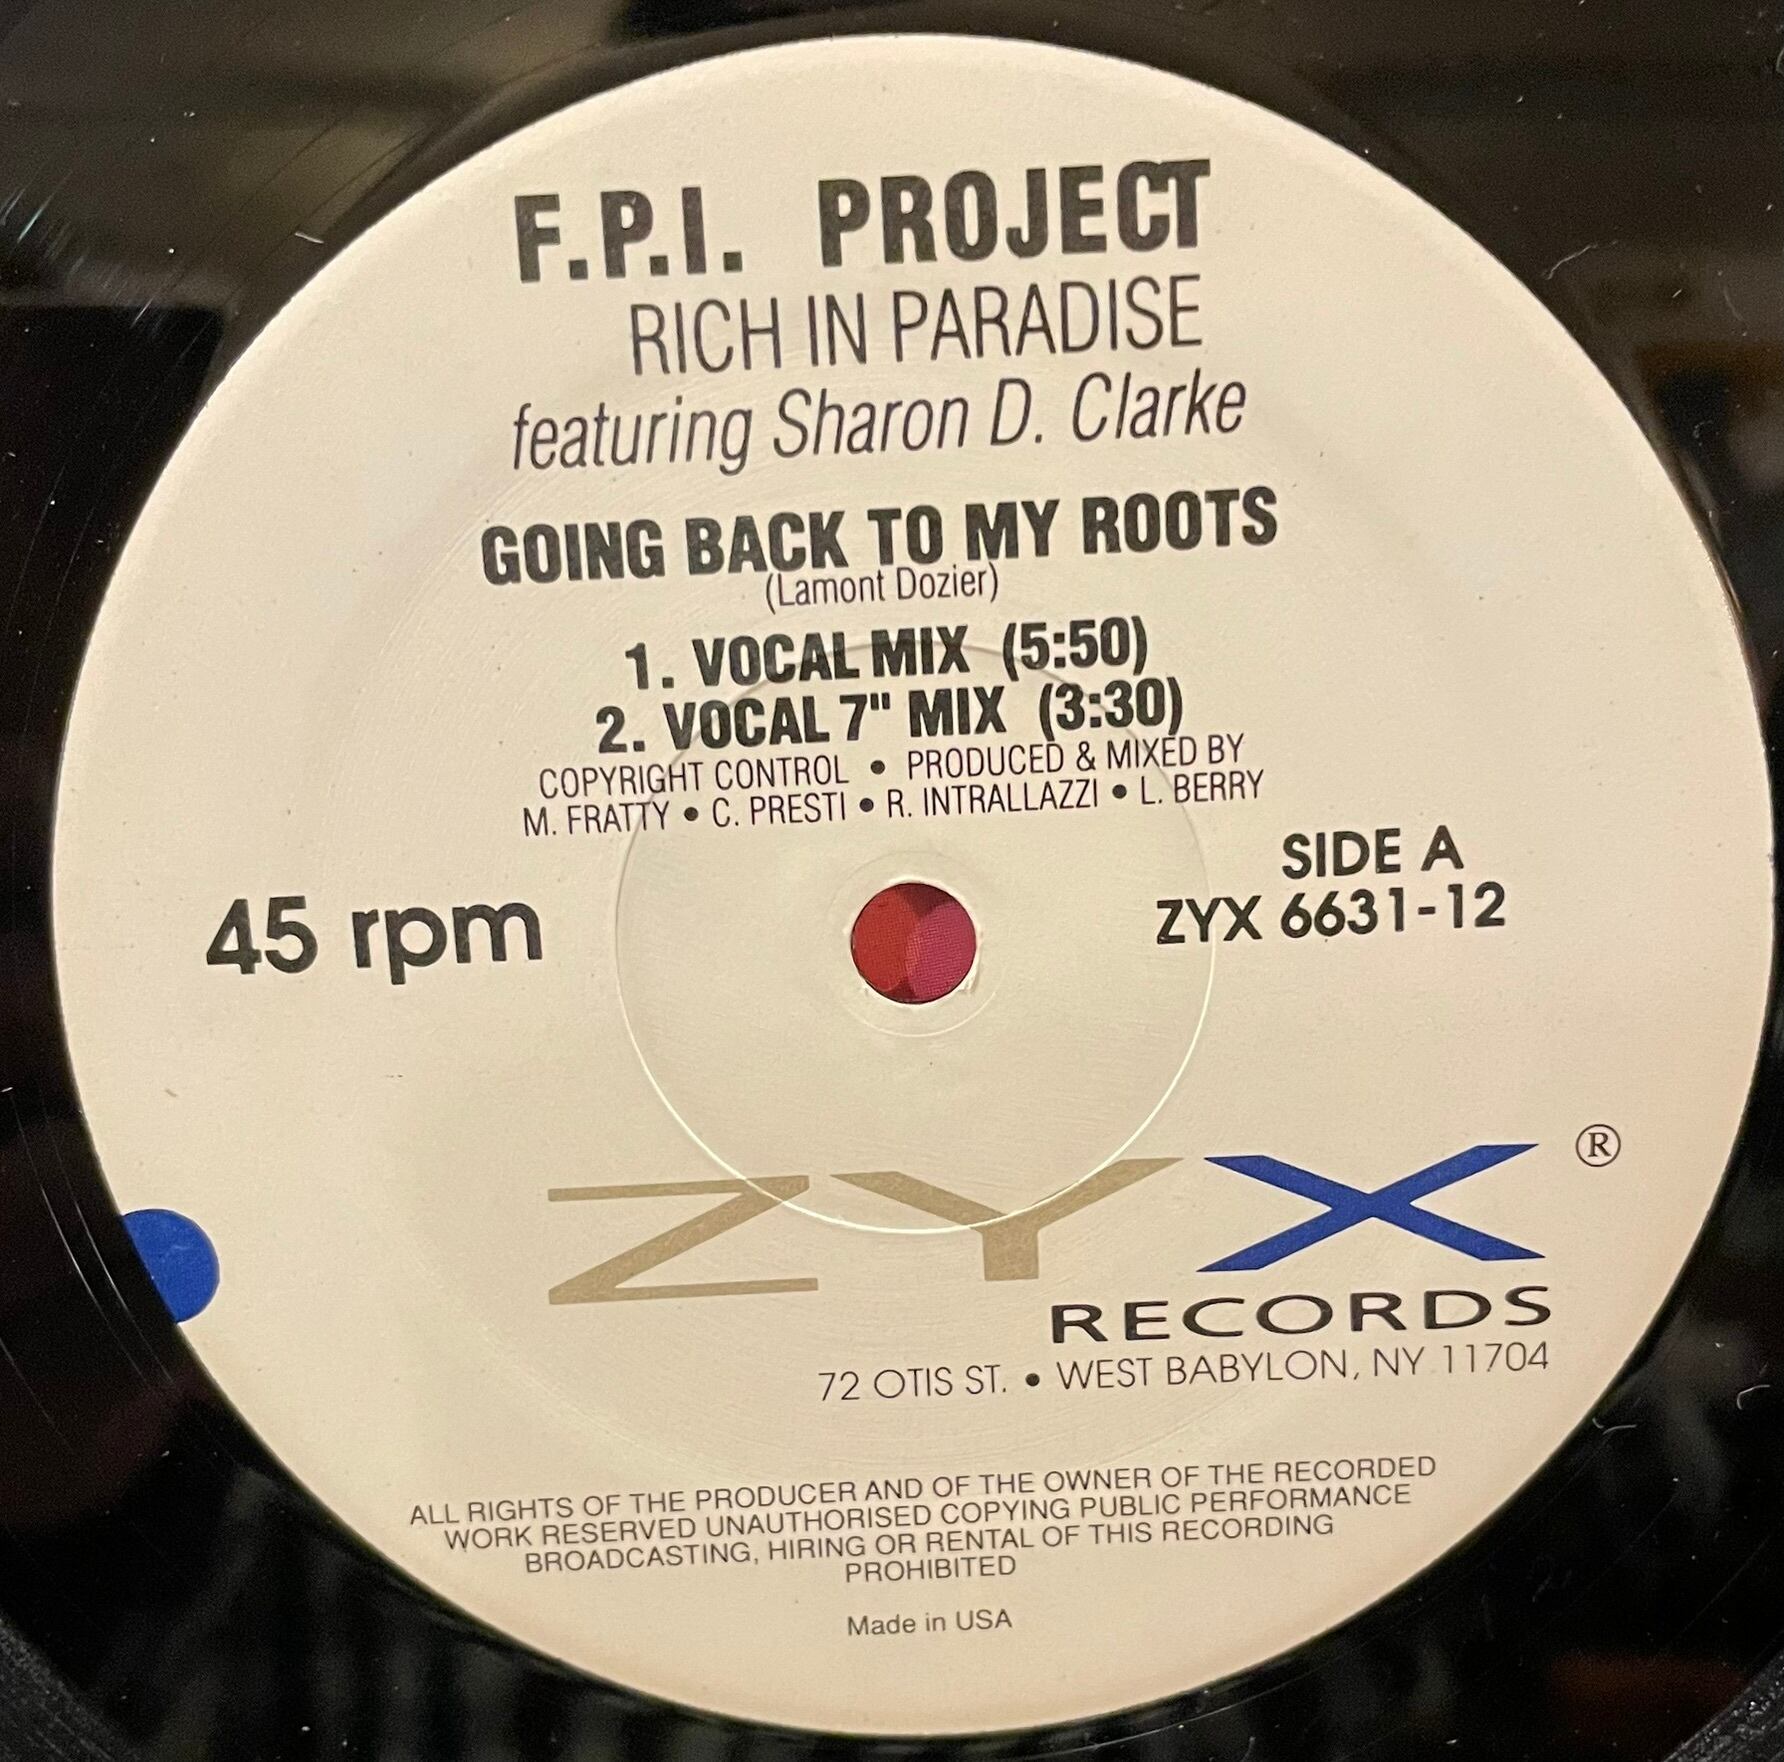 F.P.I. PROJECT
RICH IN PARADISE
featuring Sharon D. Clarke
GOING BACK TO MY ROOTS
(Lamont Dozier)
1. VOCAL MIX (5:50)
2. VOCAL 7" MIX (3:30)
COPYRIGHT CONTROL • PRODUCED & MIXED BY
M. FRATTY • C. PRESTI • R. INTRALLAZZI • L. BERRY
45 rpm
SIDE A
ZYX 6631-12
ZYX ®
RECORDS
72 OTIS ST. • WEST BABYLON, NY 11704
ALL RIGHTS OF THE PRODUCER AND OF THE OWNER OF THE RECORDED
WORK RESERVED UNAUTHORISED COPYING PUBLIC PERFORMANCE
BROADCASTING, HIRING OR RENTAL OF THIS RECORDING
PROHIBITED
Made in USA